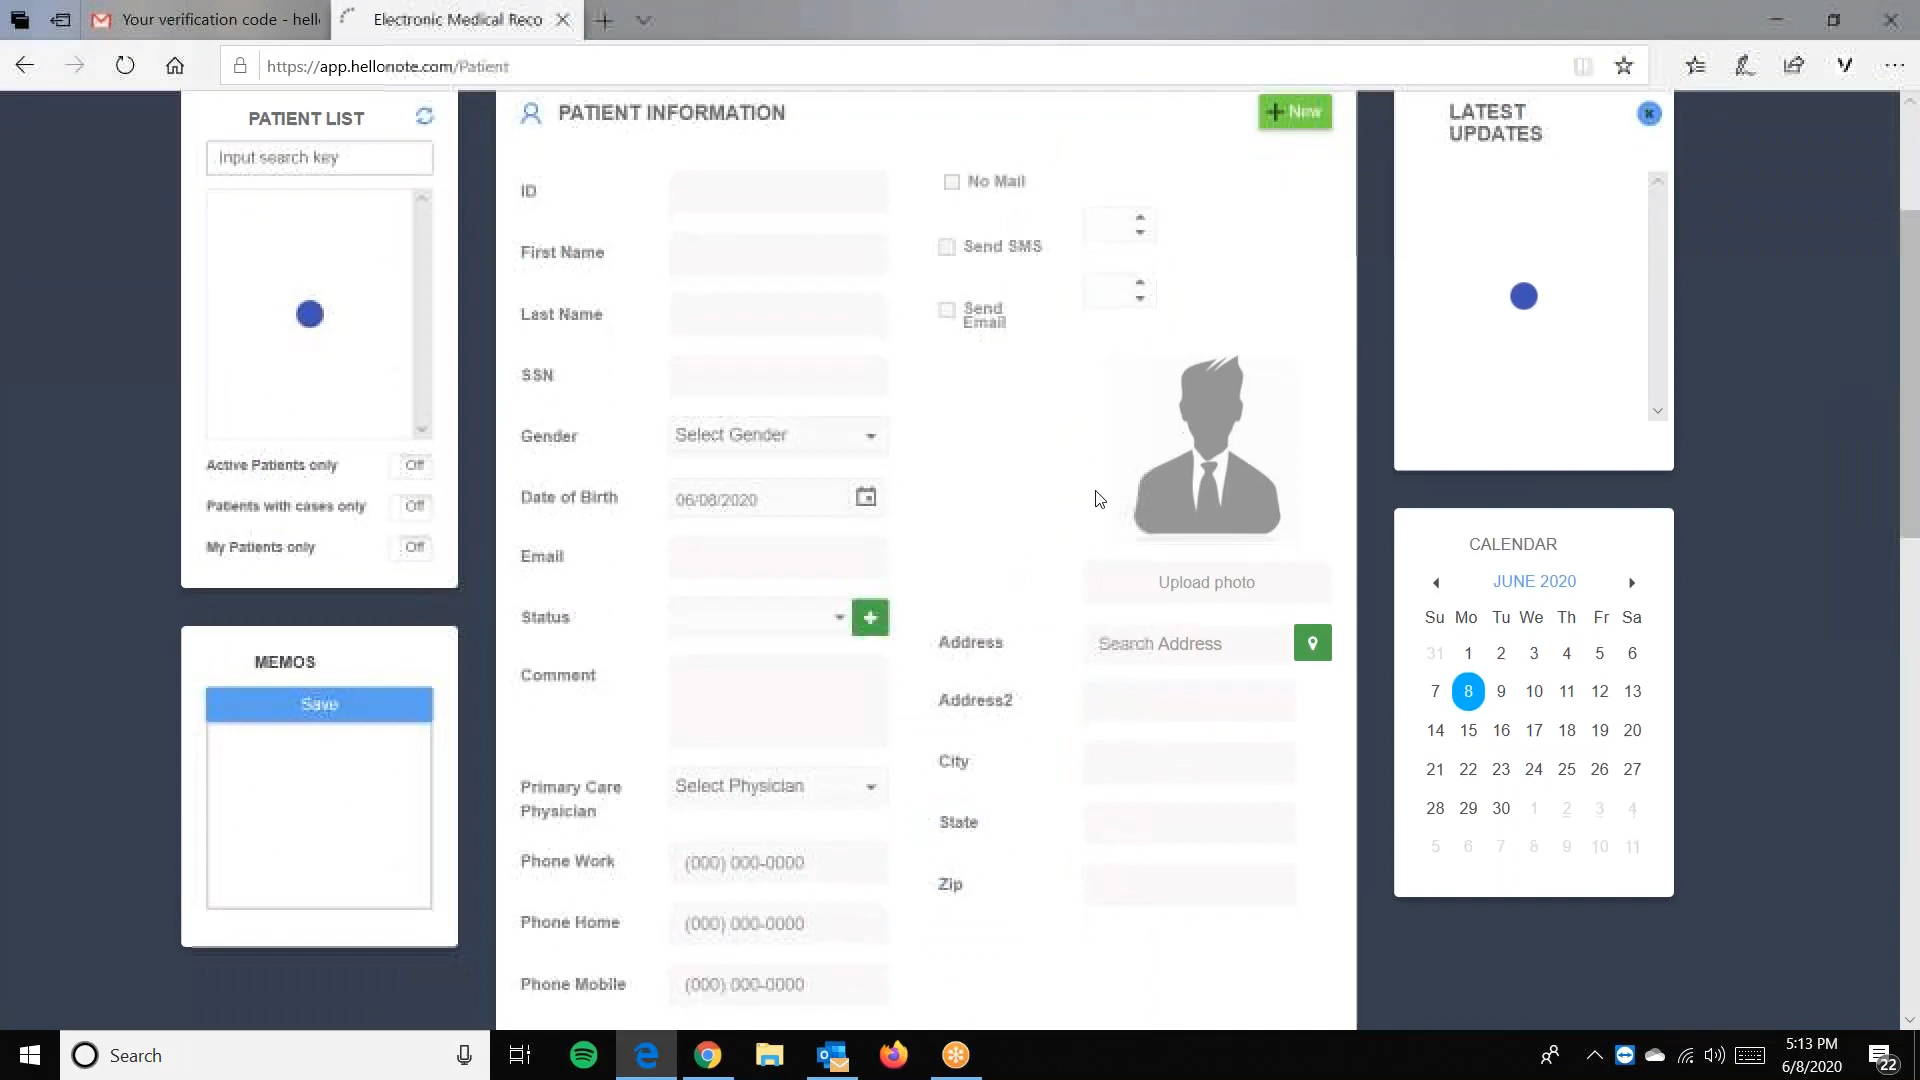 Your verification code - hell
Electronic Medical Reco
https://app.hellonote.com/Patient
PATIENT LIST
Input search key
Active Patients only
Off
Patients with cases only
Off
My Patients only
Off
MEMOS
Save
PATIENT INFORMATION
New
ID
First Name
Last Name
SSN
Gender
Select Gender
Date of Birth
06/08/2020
Email
Status
Comment
Primary Care
Physician
Select Physician
Phone Work
(000) 000-0000
Phone Home
(000) 000-0000
Phone Mobile
(000) 000-0000
No Mail
Send SMS
Send
Email
Upload photo
Address
Search Address
Address2
City
State
Zip
LATEST
UPDATES
CALENDAR
JUNE 2020
Su Mo Tu We Th Fr Sa
31 1 2 3 4 5 6
7 8 9 10 11 12 13
14 15 16 17 18 19 20
21 22 23 24 25 26 27
28 29 30 1 2 3 4
5 6 7 8 9 10 11
Search
5:13 PM
6/8/2020
22